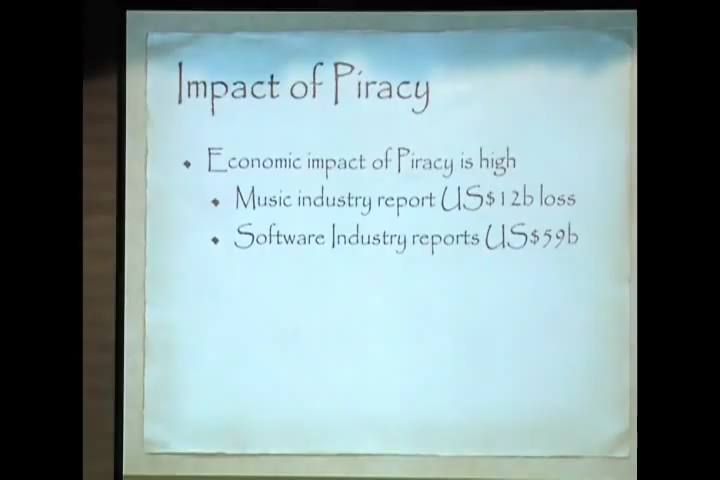 Impact of Piracy
Economic impact of Piracy is high
Music industry report US$12b loss
Software Industry reports US$59b